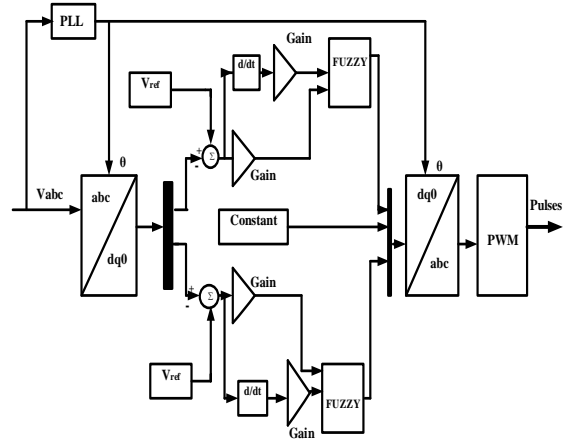 PLL
Gain
d/dt
FUZZY
Vref
+
Σ
-
θ
θ
Vabc
abc
dq0
Gain
Constant
dq0
abc
PWM
Pulses
+
Σ
-
Gain
Vref
d/dt
FUZZY
Gain